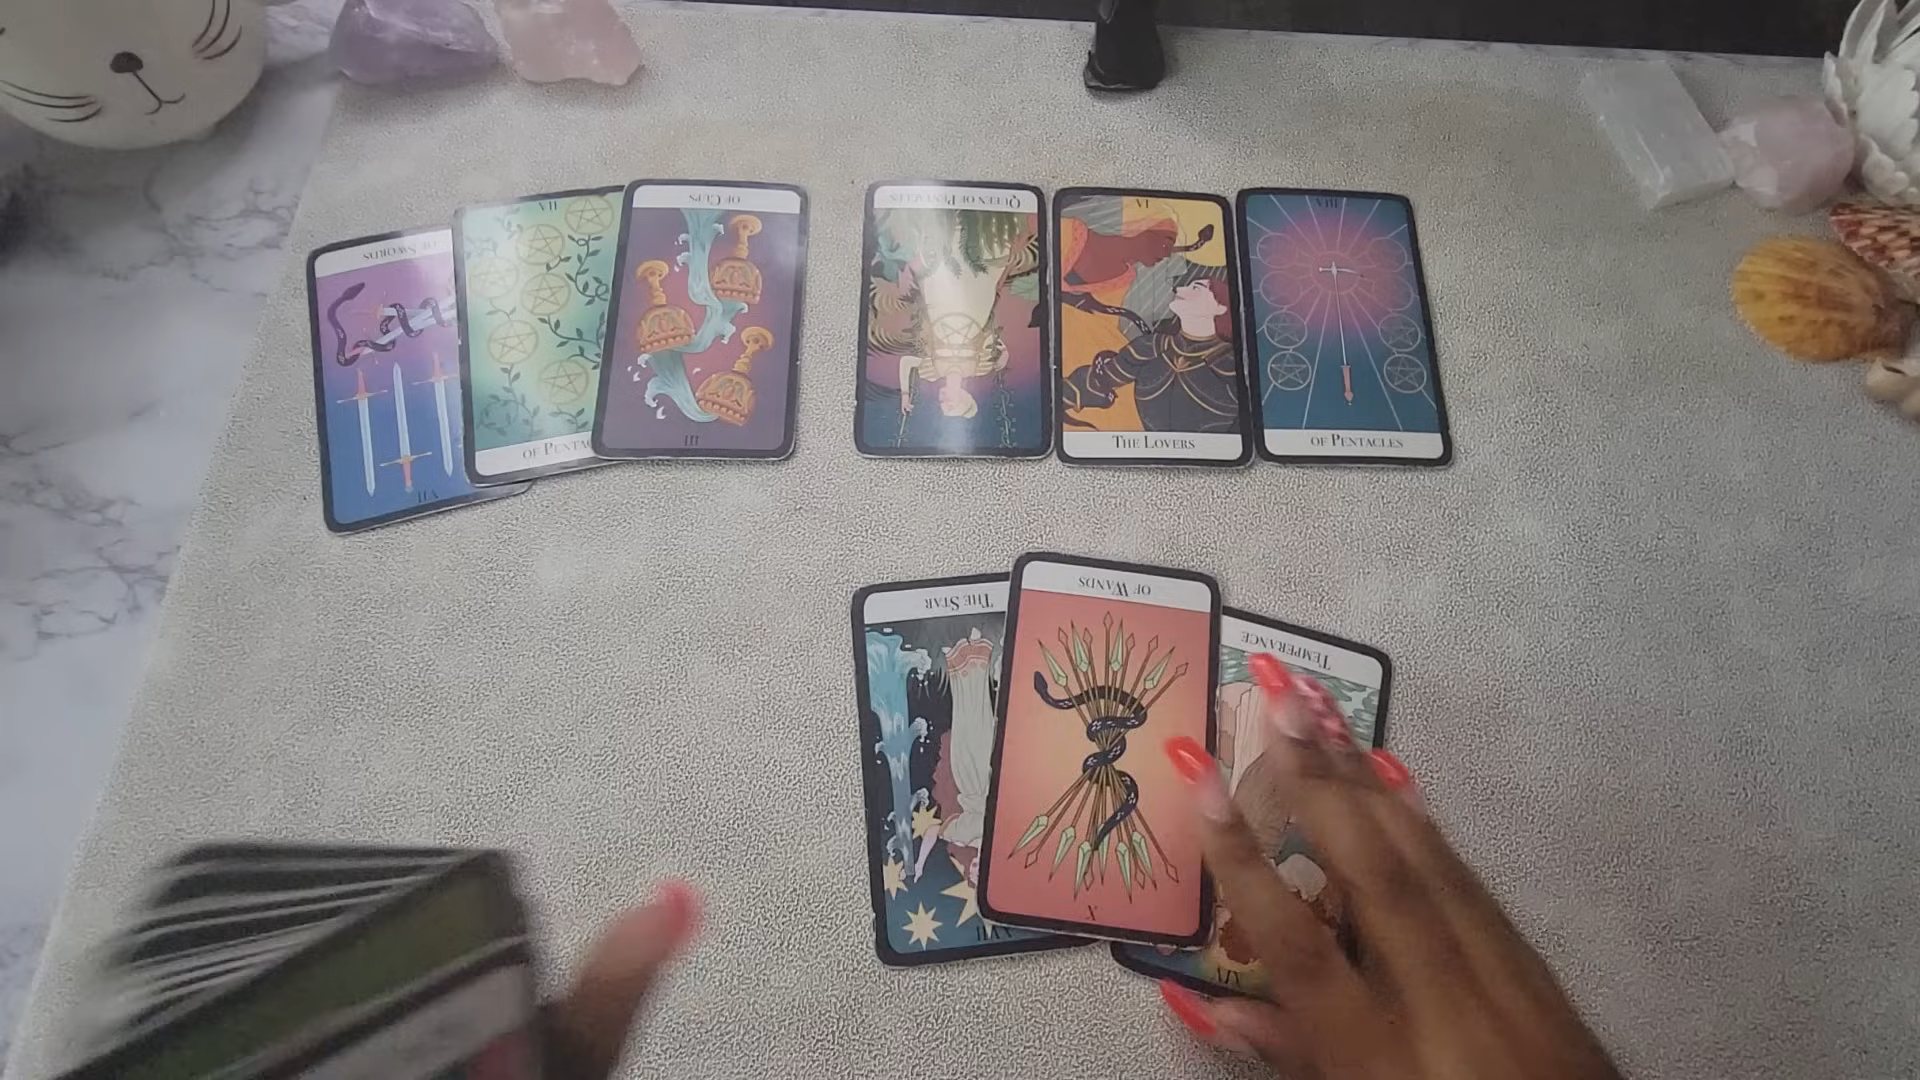 OF SWORDS
VII
VII
OF PENTAC
OF CUPS
III
QUEEN OF PENTACLES
VI
THE LOVERS
VIII
OF PENTACLES
THE STAR
XVII
OF WANDS
X
TEMPERANCE
XIV